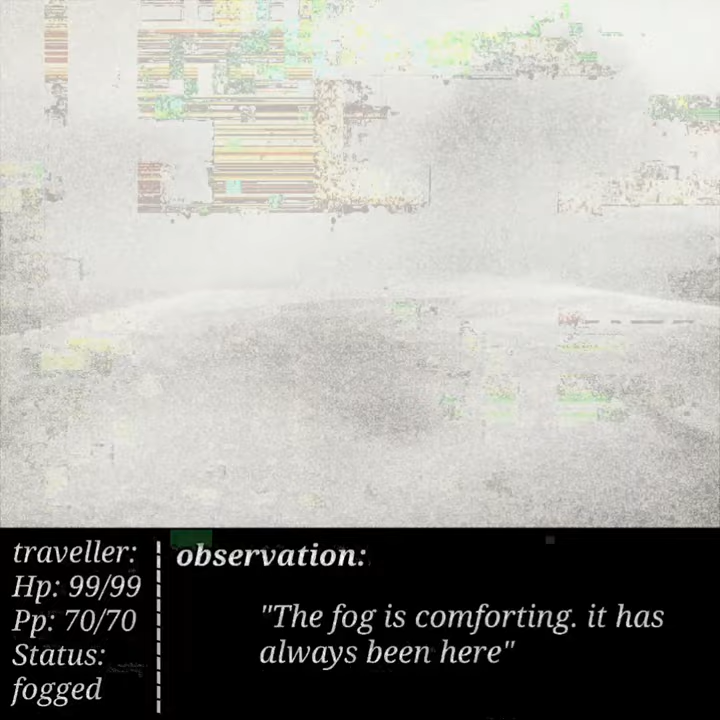 traveller:
Hp: 99/99
Pp: 70/70
Status:
fogged
observation:
"The fog is comforting. it has
always been here"